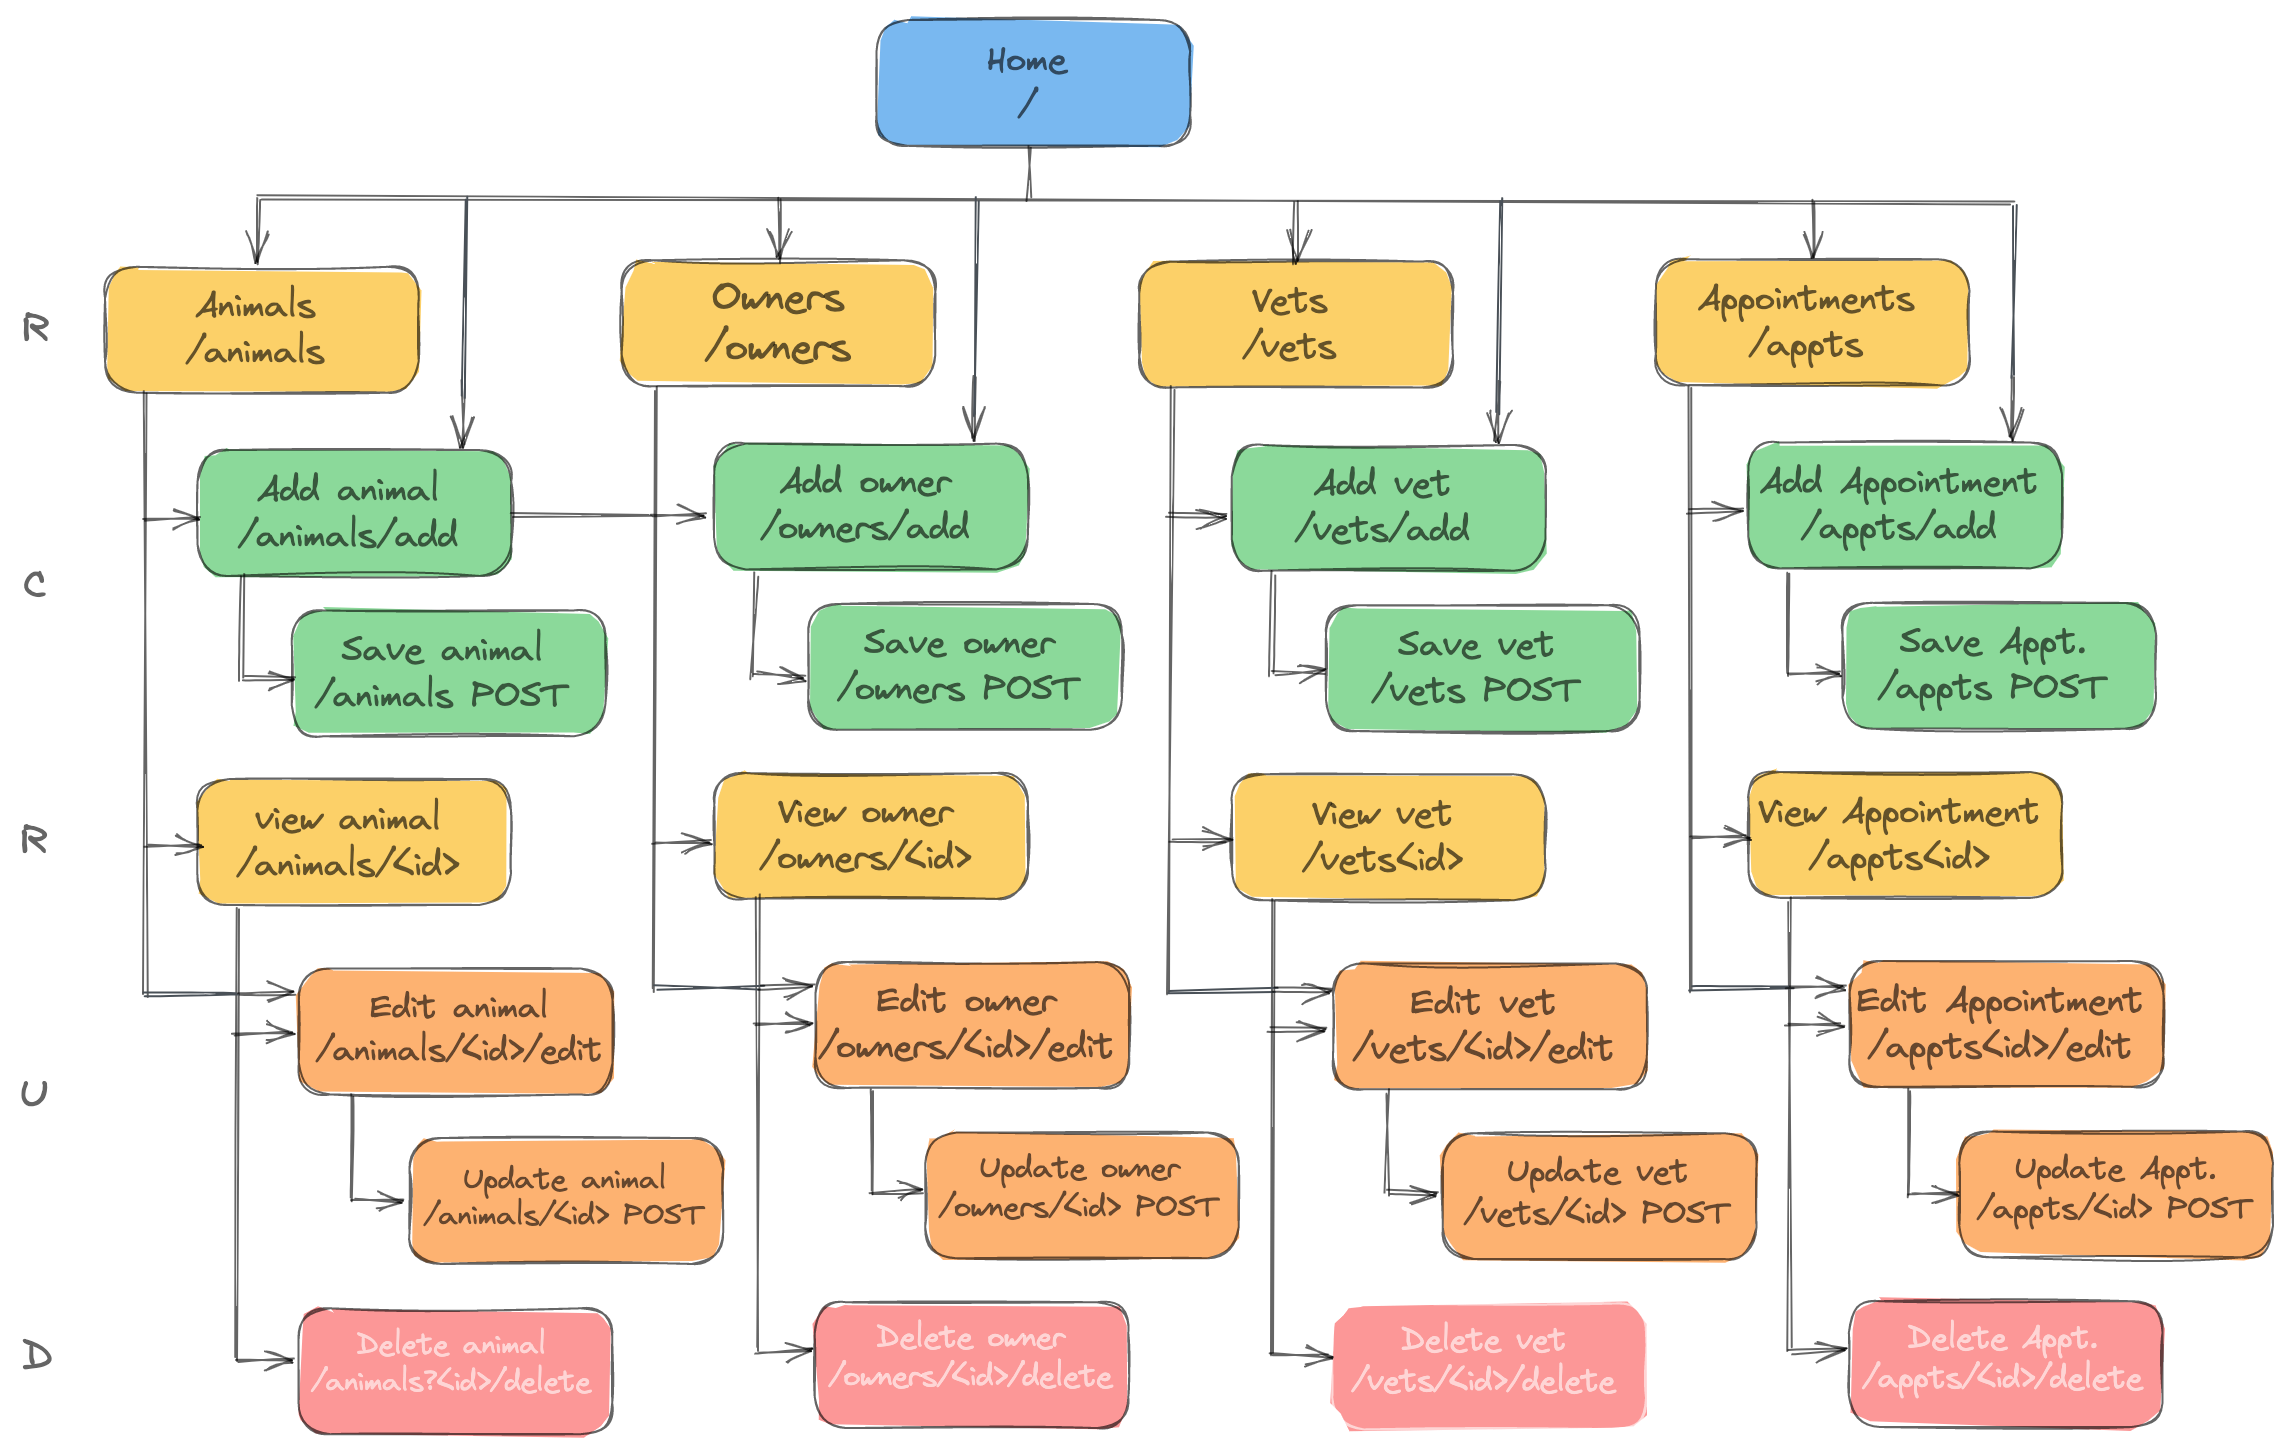 Home
/
R
Animals
/animals
Owners
/owners
Vets
/vets
Appointments
/appts
C
Add animal
/animals/add
Add owner
/owners/add
Add vet
/vets/add
Add Appointment
/appts/add
Save animal
/animals POST
Save owner
/owners POST
Save vet
/vets POST
Save Appt.
/appts POST
R
view animal
/animals/<id>
View owner
/owners/<id>
View vet
/vets<id>
View Appointment
/appts<id>
U
Edit animal
/animals/<id>/edit
Edit owner
/owners/<id>/edit
Edit vet
/vets/<id>/edit
Edit Appointment
/appts<id>/edit
Update animal
/animals/<id> POST
Update owner
/owners/<id> POST
Update vet
/vets/<id> POST
Update Appt.
/appts/<id> POST
D
Delete animal
/animals?<id>/delete
Delete owner
/owners/<id>/delete
Delete vet
/vets/<id>/delete
Delete Appt.
/appts/<id>/delete